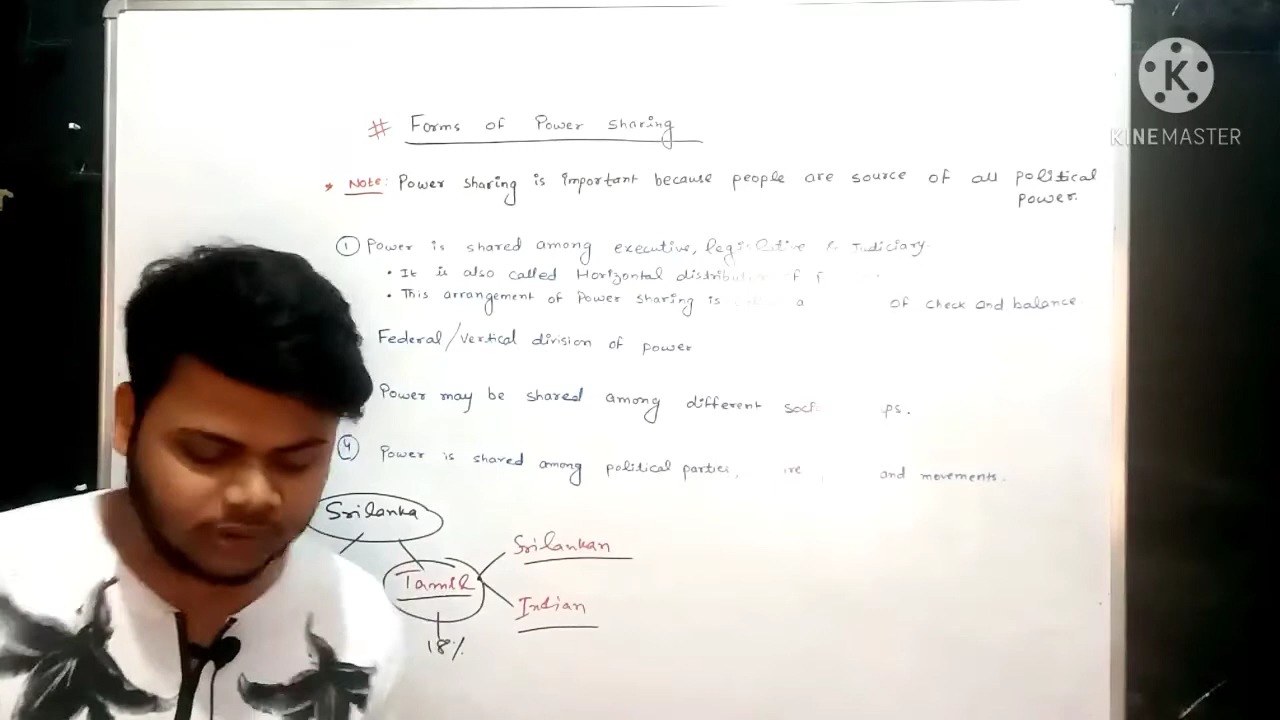 # Forms of Power sharing
* Note: Power sharing is important because people are source of all political
power.
① Power is shared among executive, legislative & Judiciary
• It is also called Horizontal distribution of
• This arrangement of Power sharing is a of check and balance
Federal/Vertical division of power
Power may be shared among different
④ Power is shared among political parties, and movements.
Srilanka
Tamil
Srilankan
Indian
18%
KINEMASTER